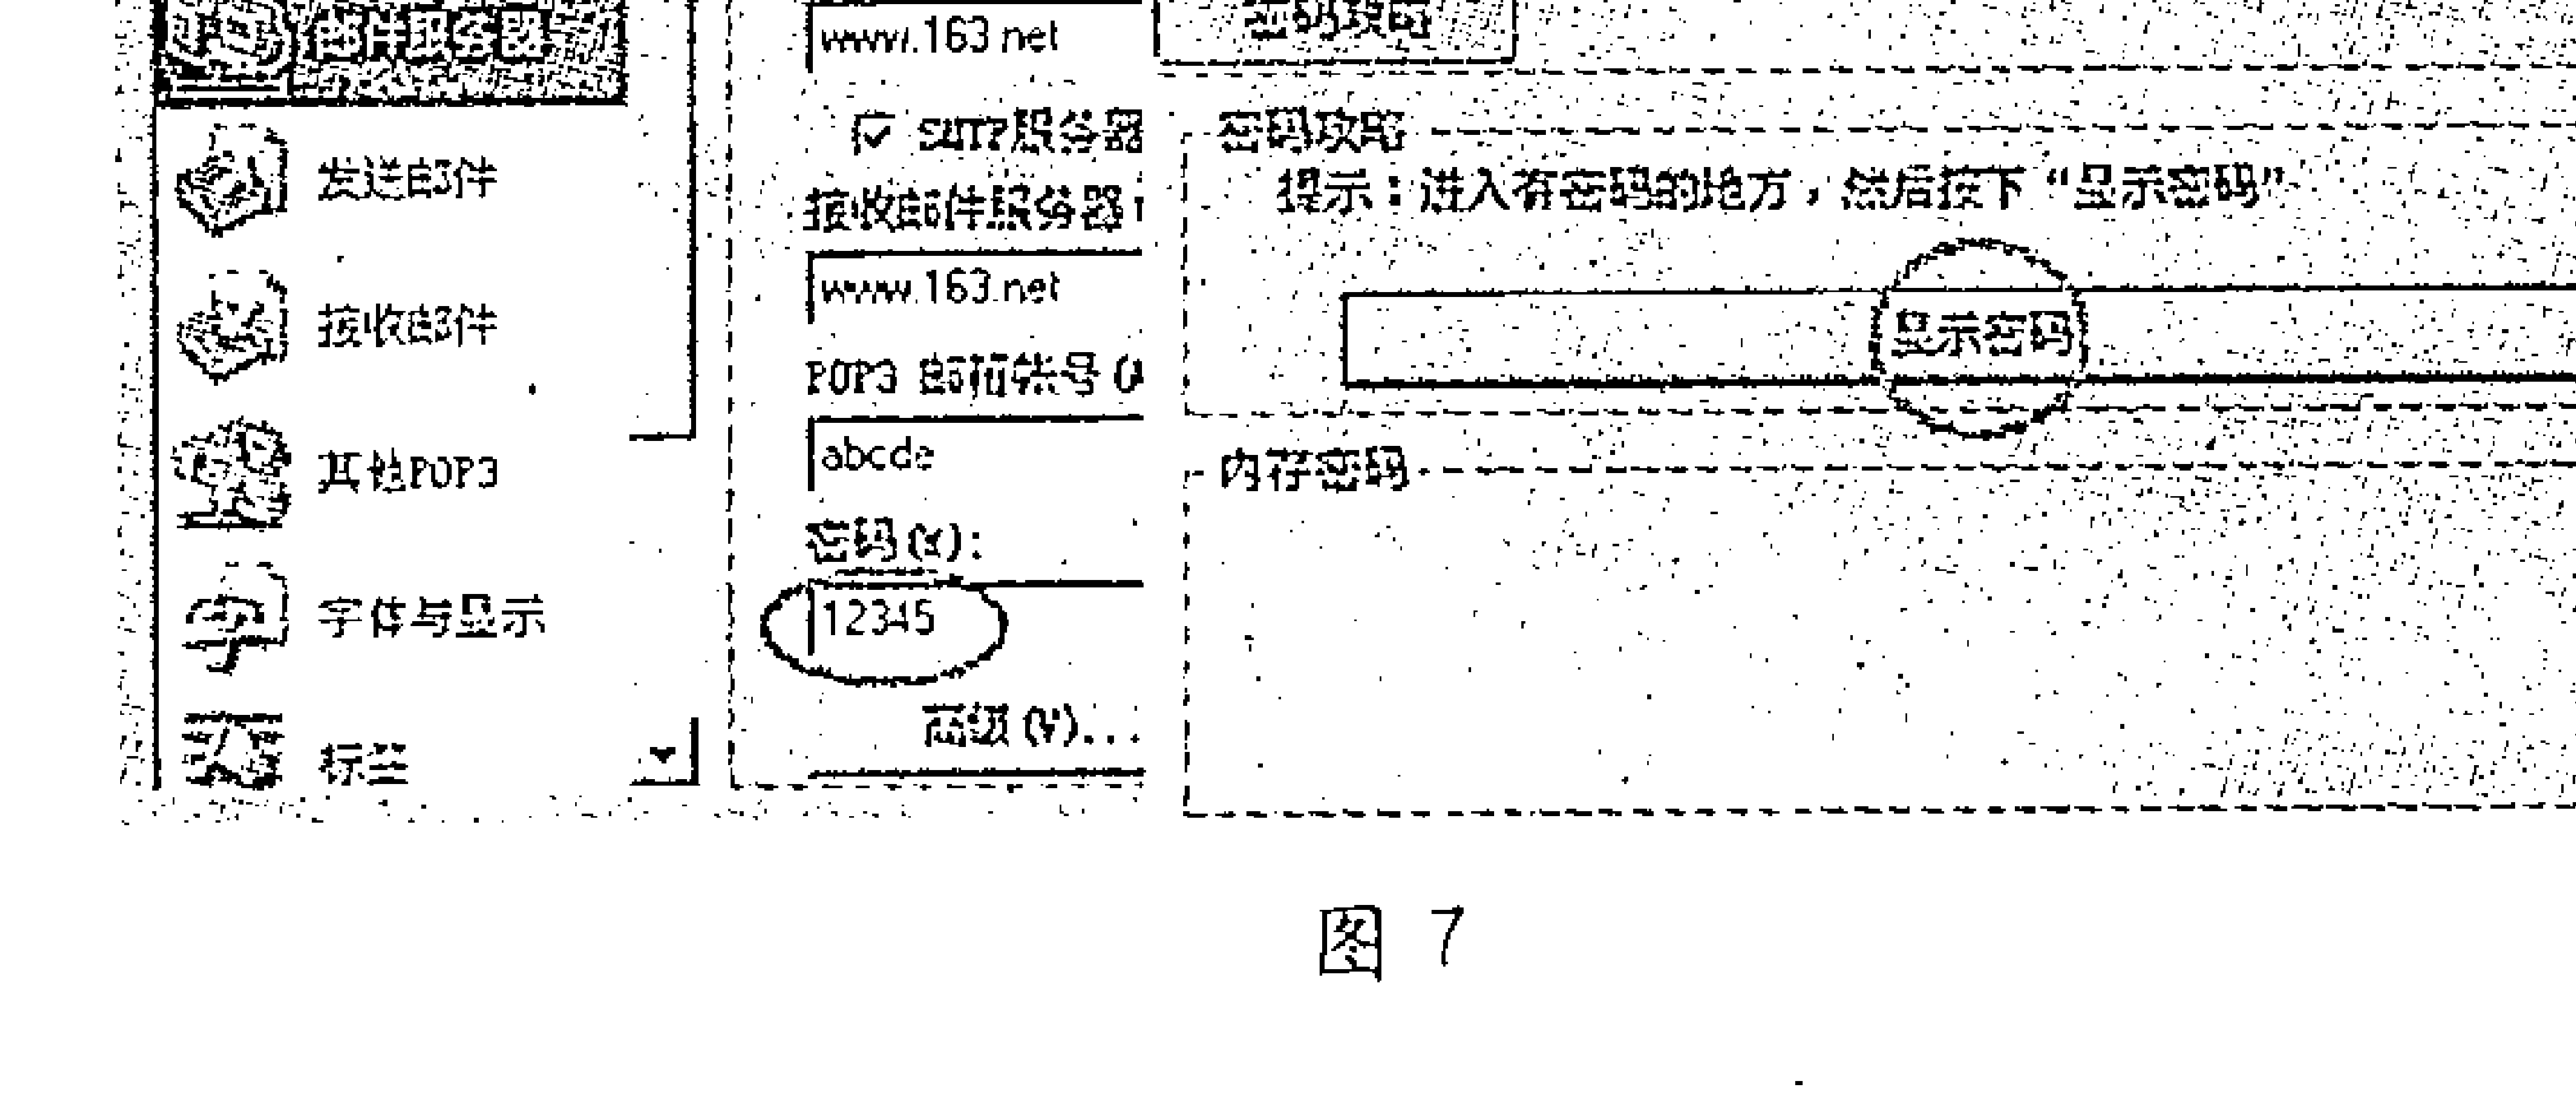 邮件服务器
发送邮件
接收邮件
其他POP3
字体与显示
标签
www.163.net
SMTP服务器
接收邮件服务器
www.163.net
POP3 邮箱帐号(A
abcde
密码(X):
12345
高级(V)...
密码攻略
密码攻略
提示：进入有密码的地方，然后按下“显示密码”
显示密码
内存密码
图 7